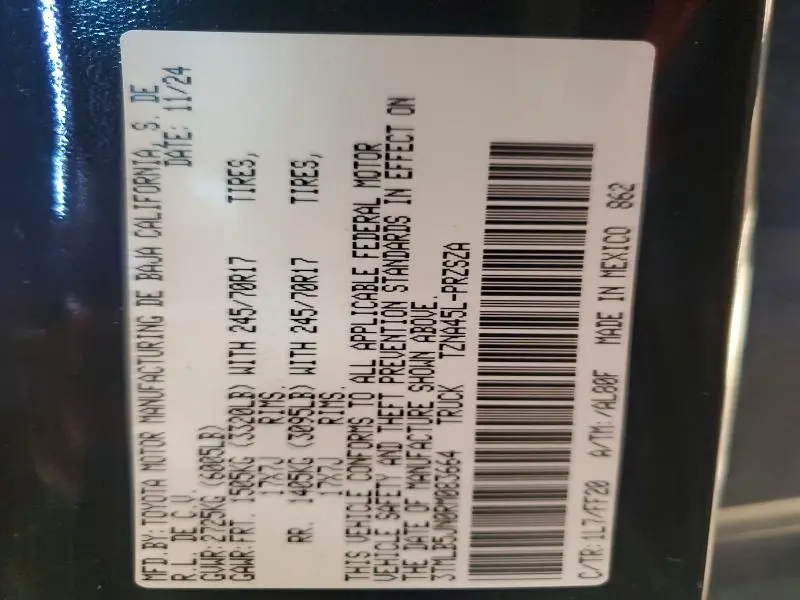 MFD. BY: TOYOTA MOTOR MANUFACTURING DE BAJA CALIFORNIA, S. DE
R.L. DE C.V. DATE: 11/24
GVWR: 2725KG (6005LB)
GAWR: FRT. 1505KG (3320LB) WITH 245/70R17 TIRES,
17X7J RIMS.
RR. 1405KG (3095LB) WITH 245/70R17 TIRES,
17X7J RIMS.
THIS VEHICLE CONFORMS TO ALL APPLICABLE FEDERAL MOTOR
VEHICLE SAFETY AND THEFT PREVENTION STANDARDS IN EFFECT ON
THE DATE OF MANUFACTURE SHOWN ABOVE.
3TMLB5JN0RM083664 TRUCK TZNA45L-PRZSZA
C/TR: 1L7/FF20 A/TM: /AL80F MADE IN MEXICO 862